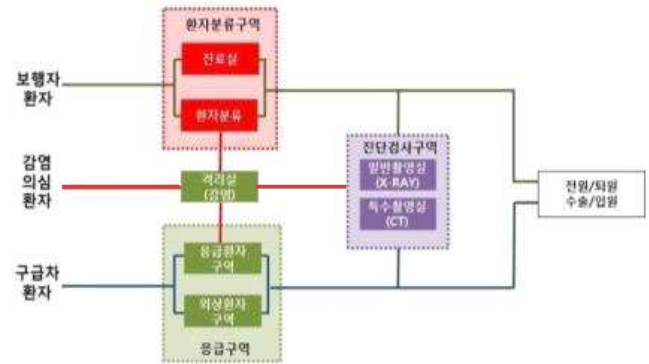 환자분류구역
진료실
보행자
환자
환자분류
감염
의심
환자
격리실
(감염)
진단검사구역
일반촬영실
(X-RAY)
특수촬영실
(CT)
전원/퇴원
수술/입원
구급차
환자
응급환자
구역
외상환자
구역
응급구역